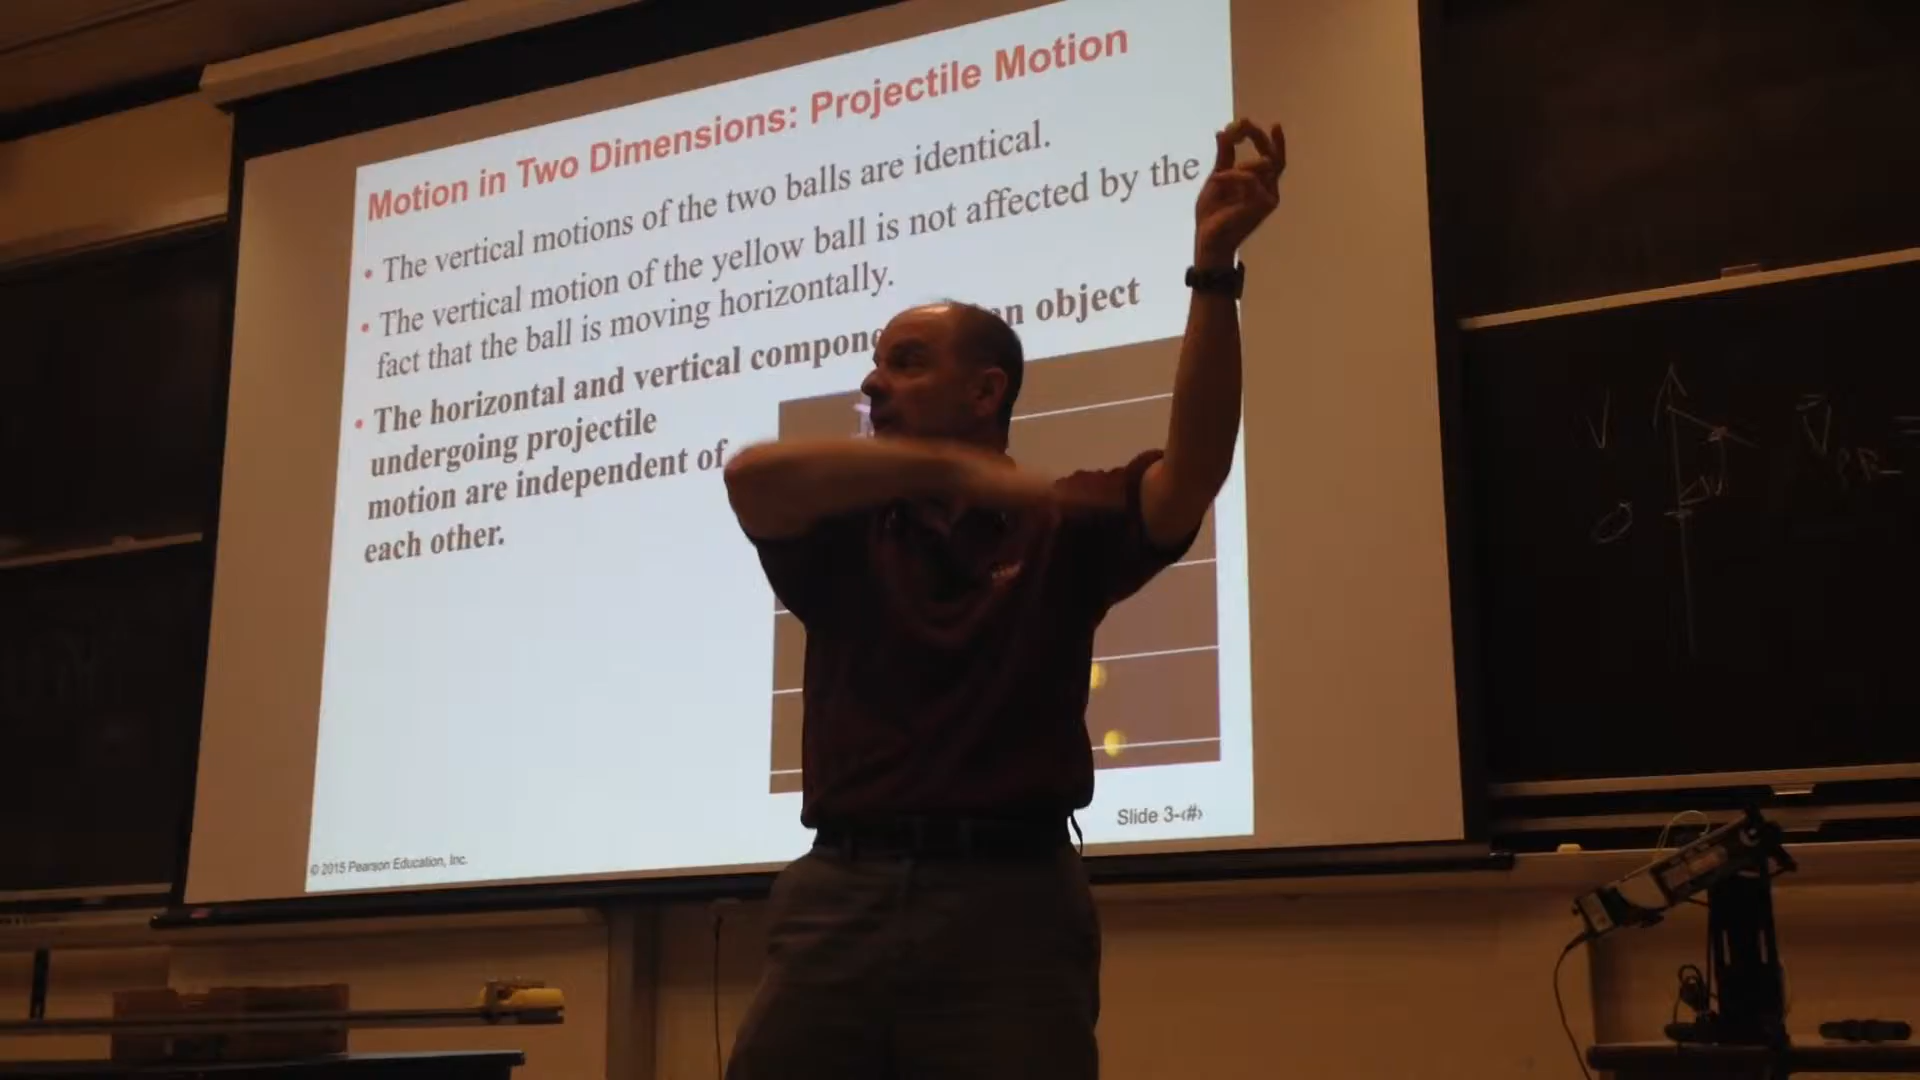 Motion in Two Dimensions: Projectile Motion
• The vertical motions of the two balls are identical.
• The vertical motion of the yellow ball is not affected by the
fact that the ball is moving horizontally.
• The horizontal and vertical compon n object
undergoing projectile
motion are independent of
each other.
Slide 3-‹#›
© 2015 Pearson Education, Inc.
V